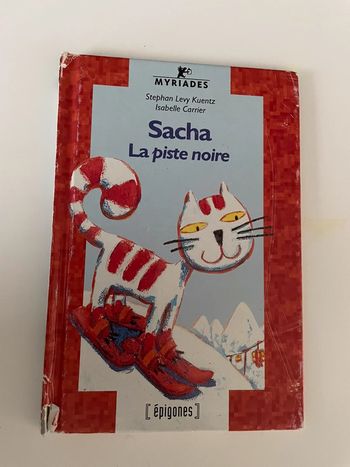 MYRIADES
Stephan Levy Kuentz
Isabelle Carrier
Sacha
La piste noire
[épigones]